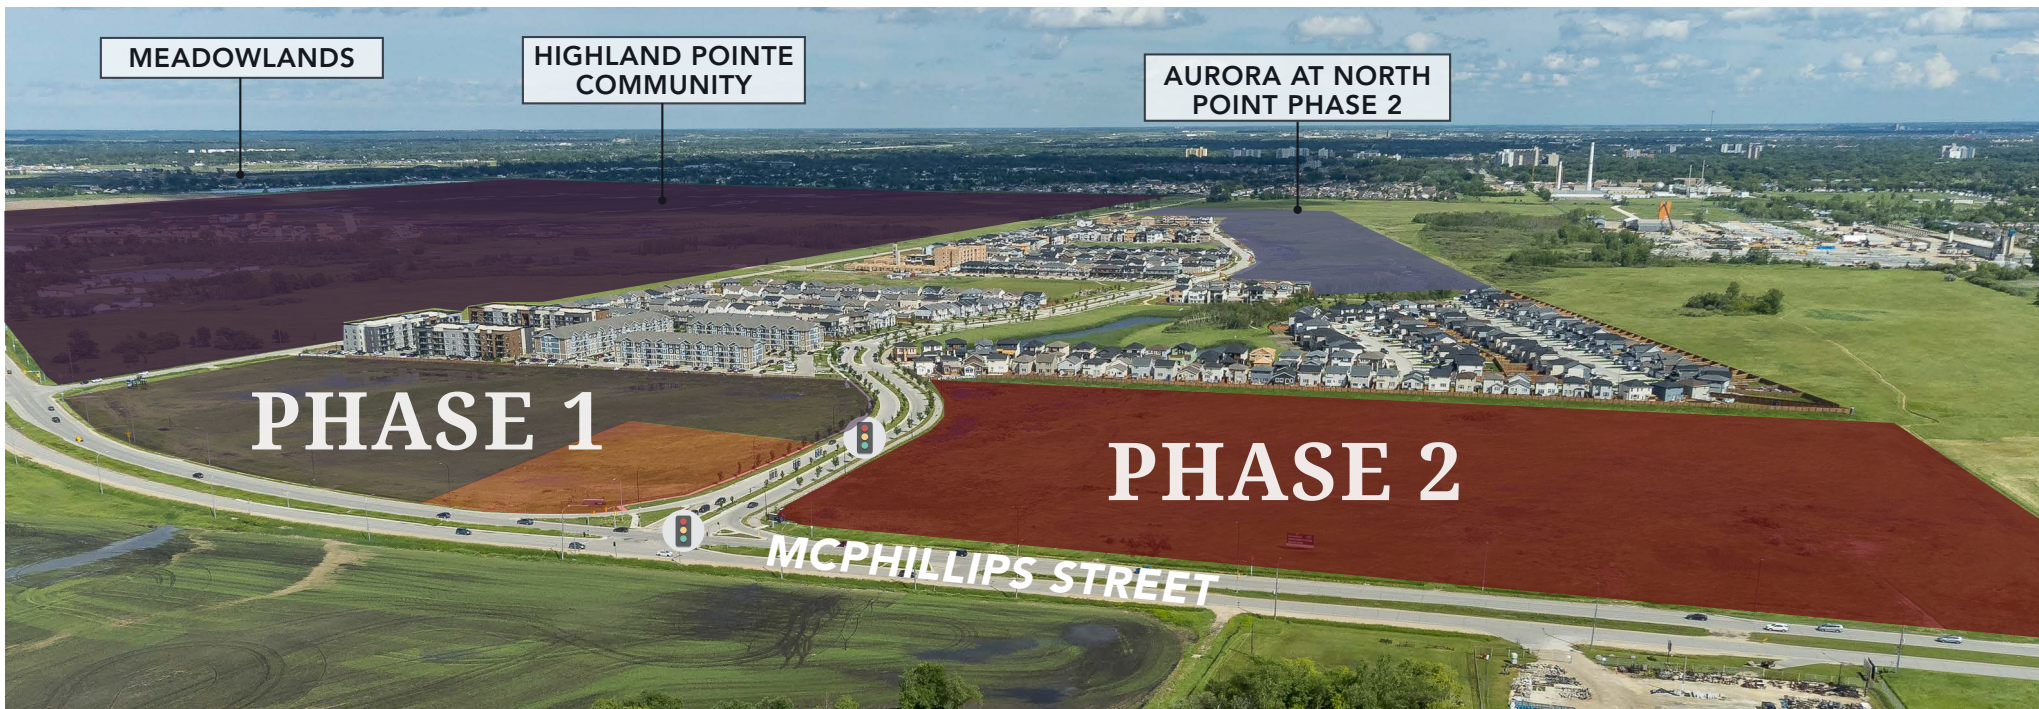 MEADOWLANDS
HIGHLAND POINTE
COMMUNITY
AURORA AT NORTH
POINT PHASE 2
PHASE 1
PHASE 2
MCPHILLIPS STREET